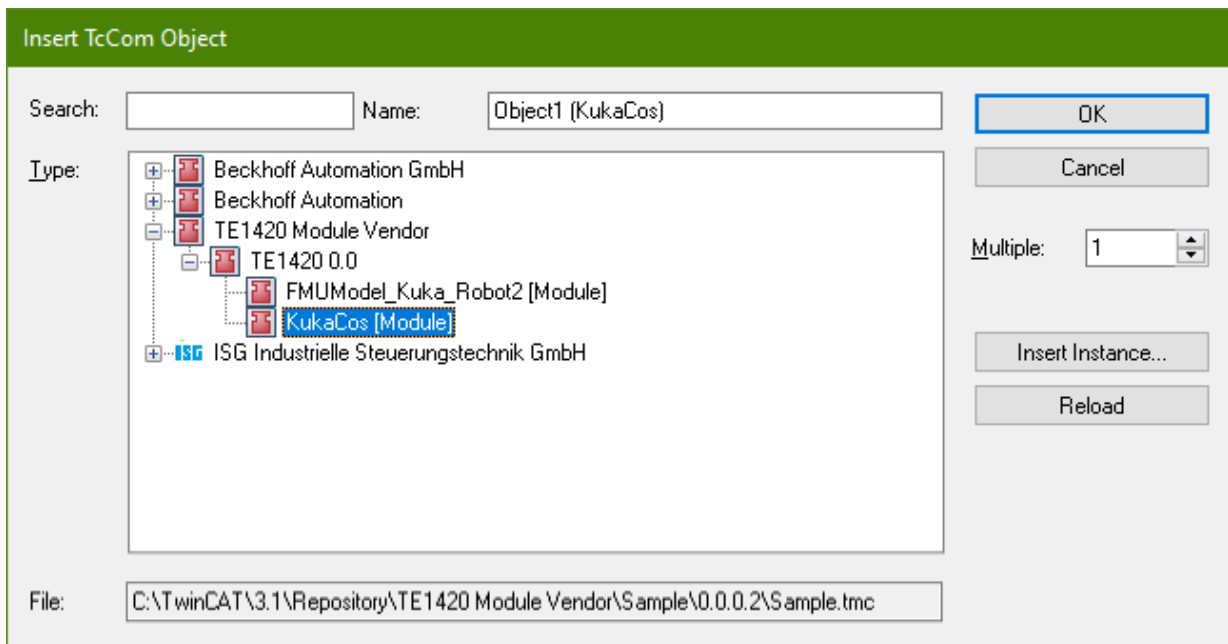 Insert TcCom Object
Search: Name: Object1 (KukaCos) OK
Type: Beckhoff Automation GmbH Cancel
Beckhoff Automation
TE1420 Module Vendor
TE1420 0.0 Multiple: 1
FMUModel_Kuka_Robot2 [Module]
KukaCos [Module]
ISG ISG Industrielle Steuerungstechnik GmbH Insert Instance...
Reload
File: C:\TwinCAT\3.1\Repository\TE1420 Module Vendor\Sample\0.0.0.2\Sample.tmc